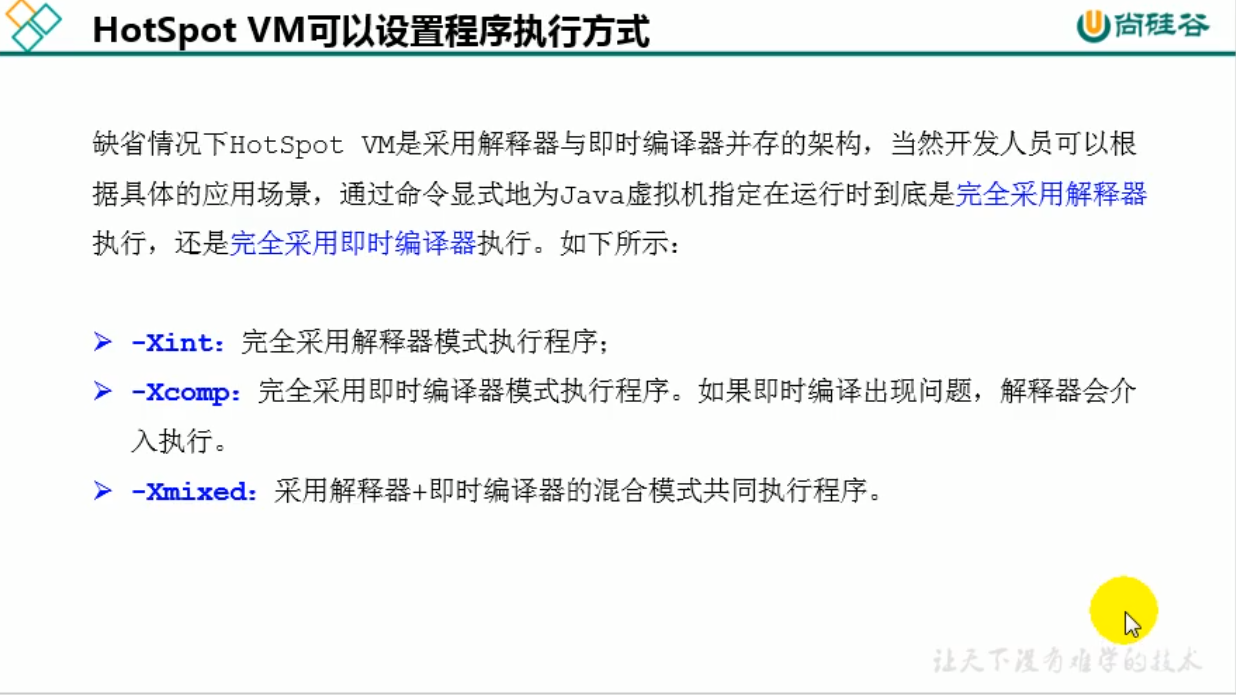 HotSpot VM可以设置程序执行方式
尚硅谷
缺省情况下HotSpot VM是采用解释器与即时编译器并存的架构，当然开发人员可以根
据具体的应用场景，通过命令显式地为Java虚拟机指定在运行时到底是完全采用解释器
执行，还是完全采用即时编译器执行。如下所示：
-Xint：完全采用解释器模式执行程序；
-Xcomp：完全采用即时编译器模式执行程序。如果即时编译出现问题，解释器会介
入执行。
-Xmixed：采用解释器+即时编译器的混合模式共同执行程序。
让天下没有难学的技术